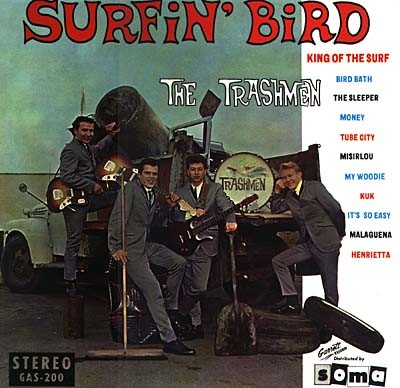 SURFiN' BiRD
KING OF THE SURF
THE TRASHMEN
BIRD BATH
THE SLEEPER
MONEY
TUBE CITY
MISIRLOU
MY WOODIE
KUK
IT'S SO EASY
MALAGUENA
HENRIETTA
TRASHMEN
STEREO
GAS-200
Garrett
Distributed by
soma